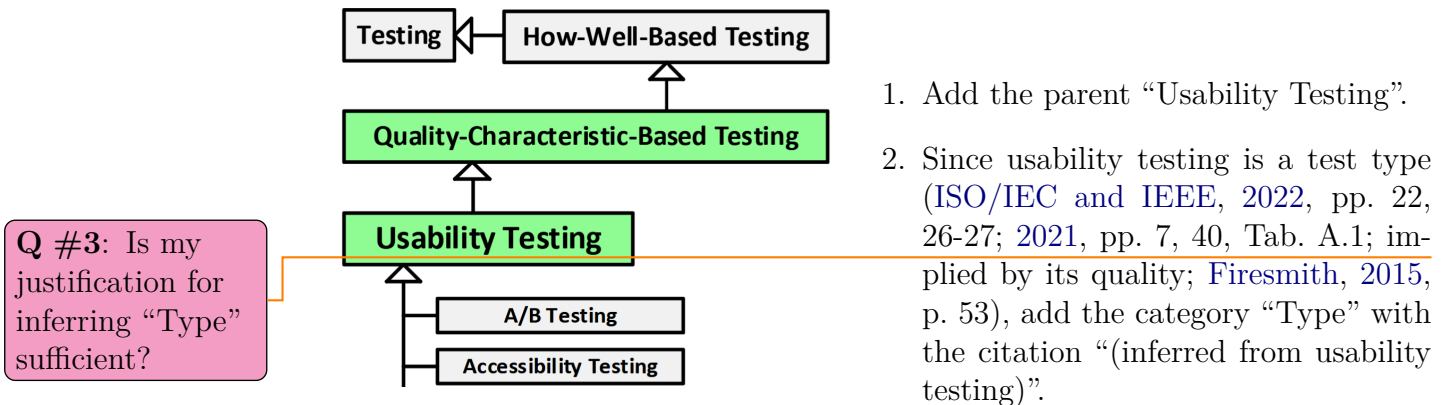 Testing
How-Well-Based Testing
Quality-Characteristic-Based Testing
Usability Testing
A/B Testing
Accessibility Testing
Q #3: Is my
justification for
inferring “Type”
sufficient?
1. Add the parent “Usability Testing”.
2. Since usability testing is a test type
(ISO/IEC and IEEE, 2022, pp. 22,
26-27; 2021, pp. 7, 40, Tab. A.1; im-
plied by its quality; Firesmith, 2015,
p. 53), add the category “Type” with
the citation “(inferred from usability
testing)”.